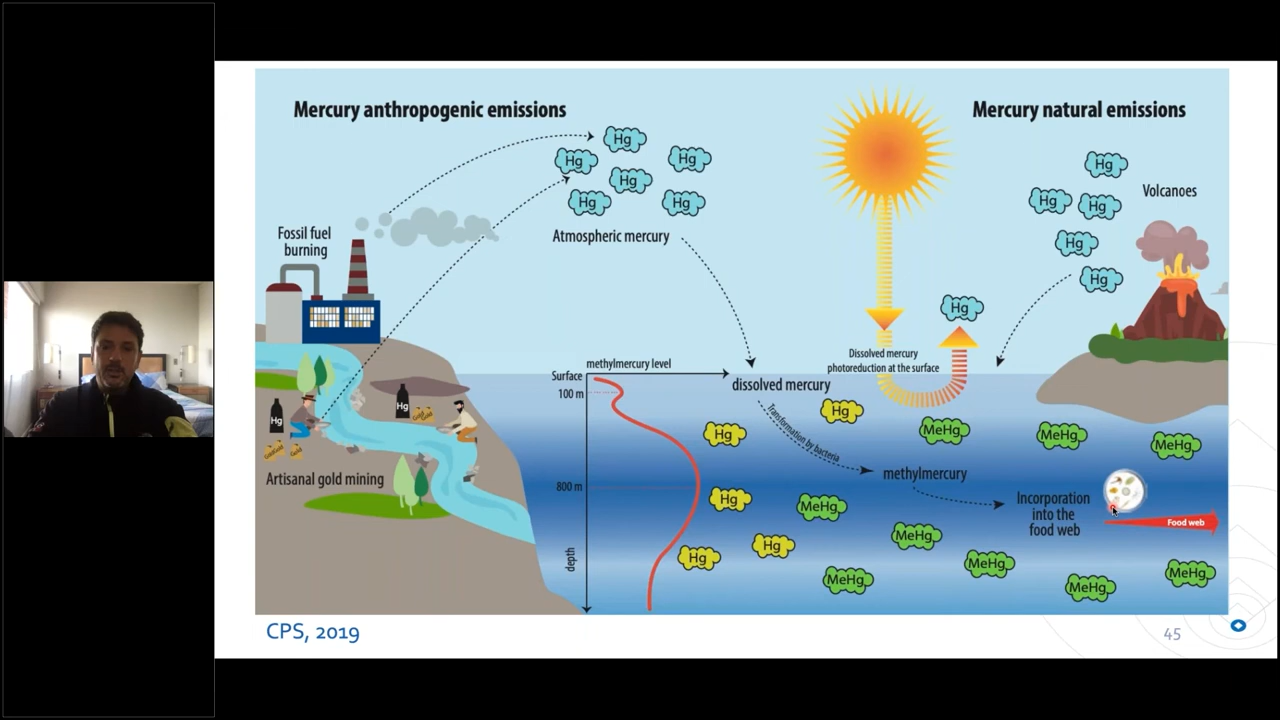 Mercury anthropogenic emissions
Mercury natural emissions
Hg
Hg
Hg
Hg
Hg
Hg
Atmospheric mercury
Fossil fuel
burning
Hg
Hg
Hg
Hg
Hg
Volcanoes
Hg
Dissolved mercury
photoreduction at the surface
methylmercury level
Surface
100 m
800 m
depth
dissolved mercury
Transformation by bacteria
methylmercury
Incorporation
into the
food web
Food web
Hg
Hg
Artisanal gold mining
Hg
Hg
Hg
Hg
Hg
MeHg
MeHg
MeHg
MeHg
MeHg
MeHg
MeHg
MeHg
MeHg
CPS, 2019
45